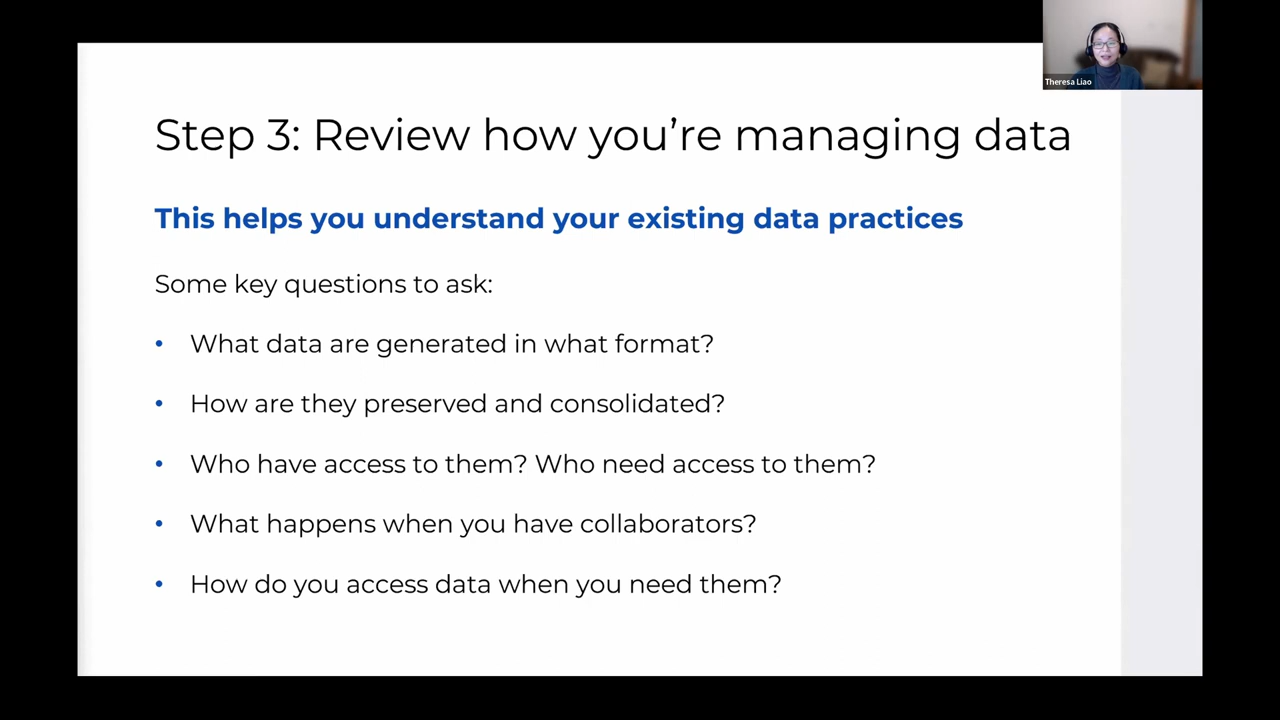 Theresa Liao
Step 3: Review how you’re managing data
This helps you understand your existing data practices
Some key questions to ask:
• What data are generated in what format?
• How are they preserved and consolidated?
• Who have access to them? Who need access to them?
• What happens when you have collaborators?
• How do you access data when you need them?